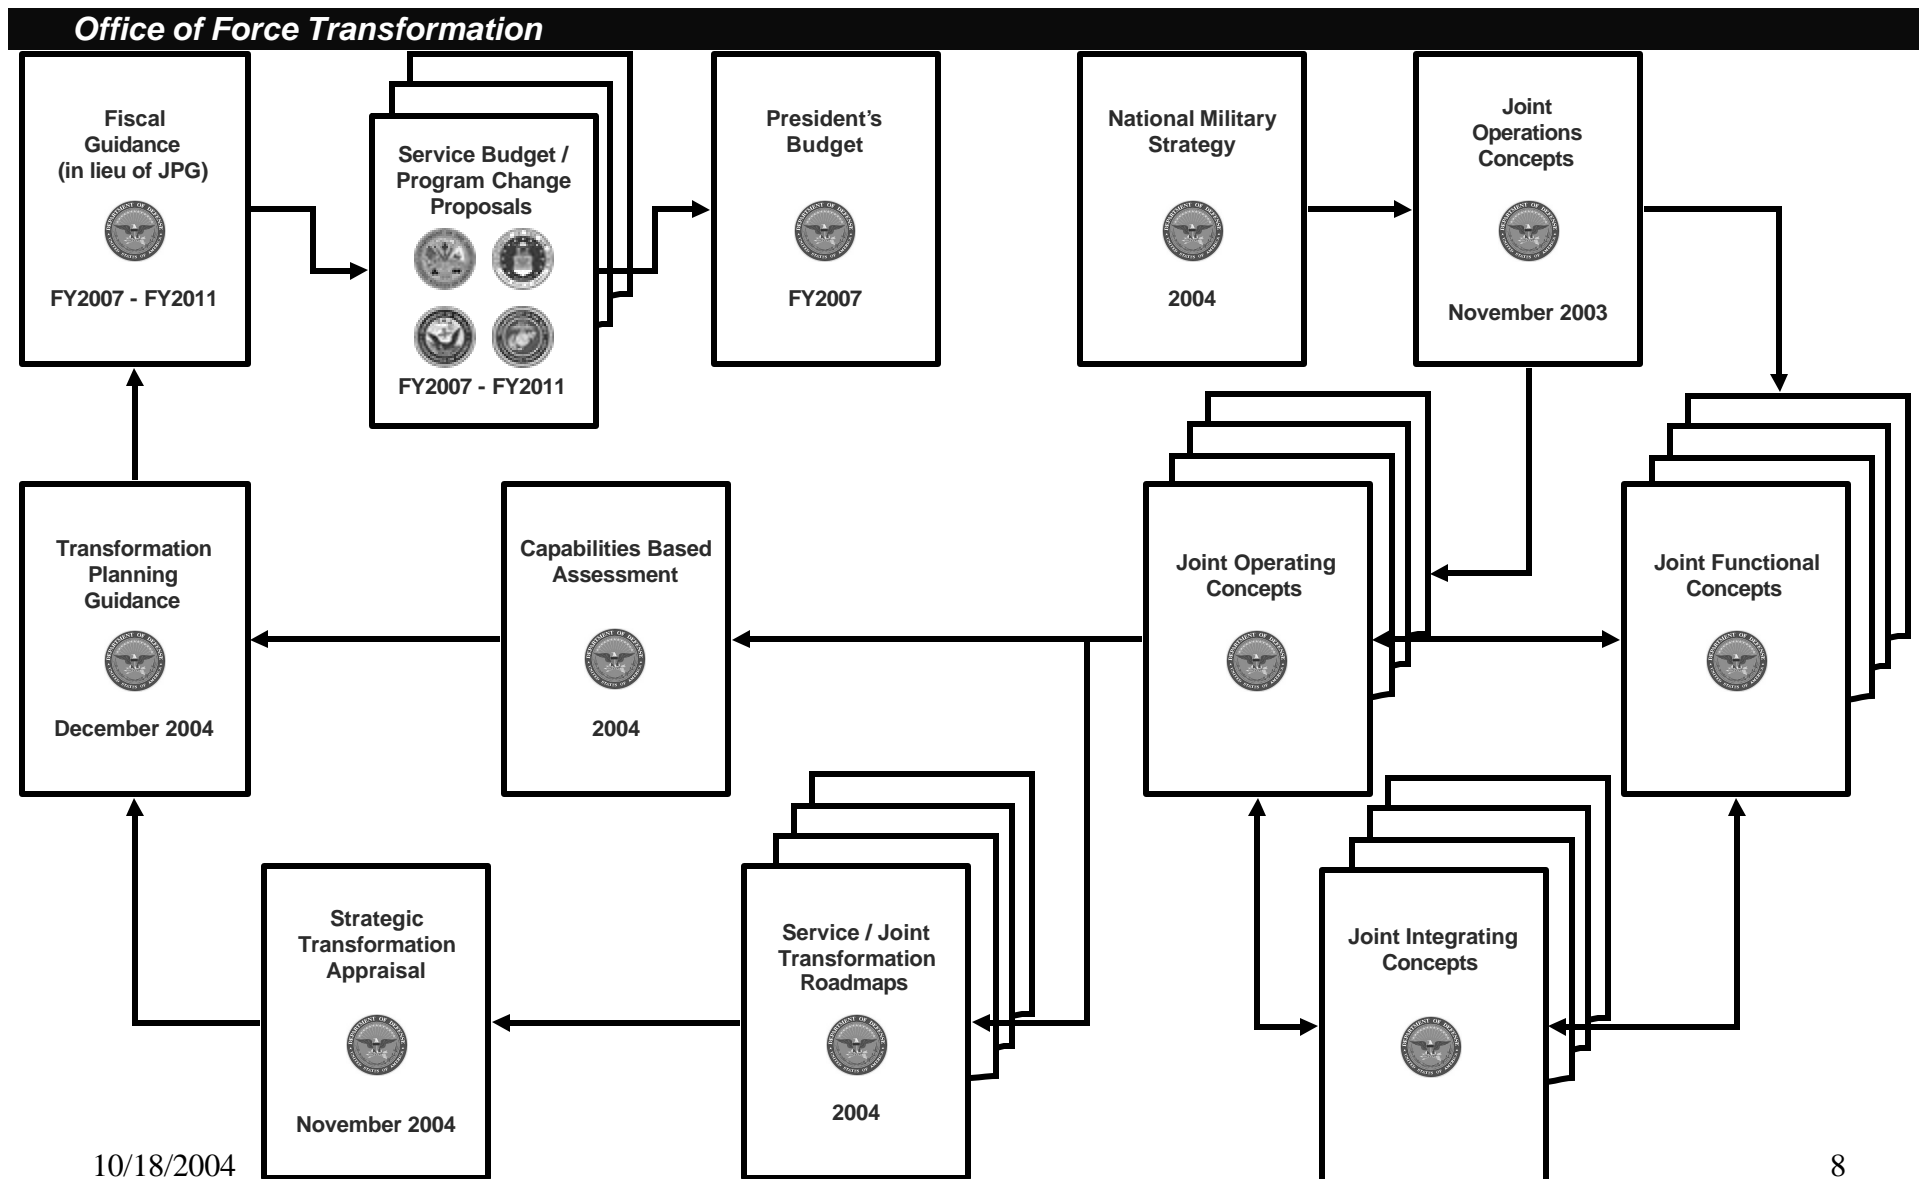 Office of Force Transformation
Fiscal
Guidance
(in lieu of JPG)
FY2007 - FY2011
Service Budget /
Program Change
Proposals
FY2007 - FY2011
President's
Budget
FY2007
National Military
Strategy
2004
Joint
Operations
Concepts
November 2003
Transformation
Planning
Guidance
December 2004
Capabilities Based
Assessment
2004
Joint Operating
Concepts
Joint Functional
Concepts
Strategic
Transformation
Appraisal
November 2004
Service / Joint
Transformation
Roadmaps
2004
Joint Integrating
Concepts
10/18/2004
8